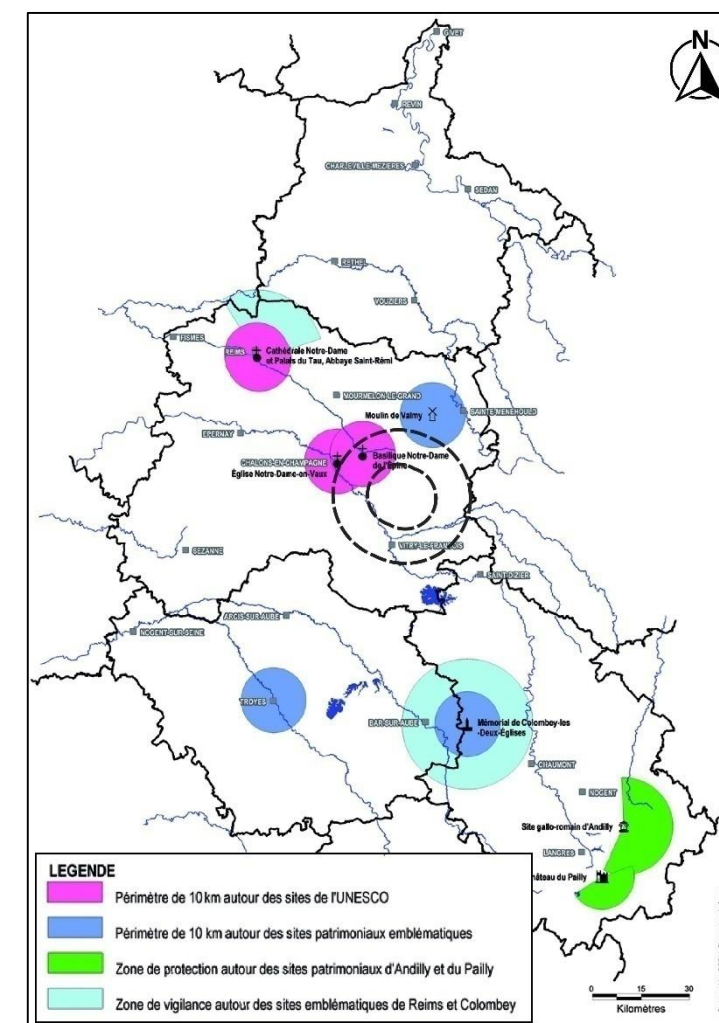 N
GIVET
REVIN
CHARLEVILLE-MEZIERES
SEDAN
RETHEL
VOUZIERS
FISMES
REIMS
Cathédrale Notre-Dame
et Palais du Tau, Abbaye Saint-Rémi
MOURMELON-LE-GRAND
Moulin de Valmy
SAINTE-MENEHOULD
EPERNAY
CHALONS-EN-CHAMPAGNE
Basilique Notre-Dame
de l'Épine
Église Notre-Dame-en-Vaux
VITRY-LE-FRANCOIS
SEZANNE
SAINT-DIZIER
ARCIS-SUR-AUBE
NOGENT-SUR-SEINE
TROYES
BAR-SUR-AUBE
Mémorial de Colombey-les
-Deux-Églises
CHAUMONT
NOGENT
Site gallo-romain d'Andilly
LANGRES
hâteau du Pailly
LEGENDE
Périmètre de 10 km autour des sites de l'UNESCO
Périmètre de 10 km autour des sites patrimoniaux emblématiques
Zone de protection autour des sites patrimoniaux d'Andilly et du Pailly
Zone de vigilance autour des sites emblématiques de Reims et Colombey
0 15 30
Kilomètres